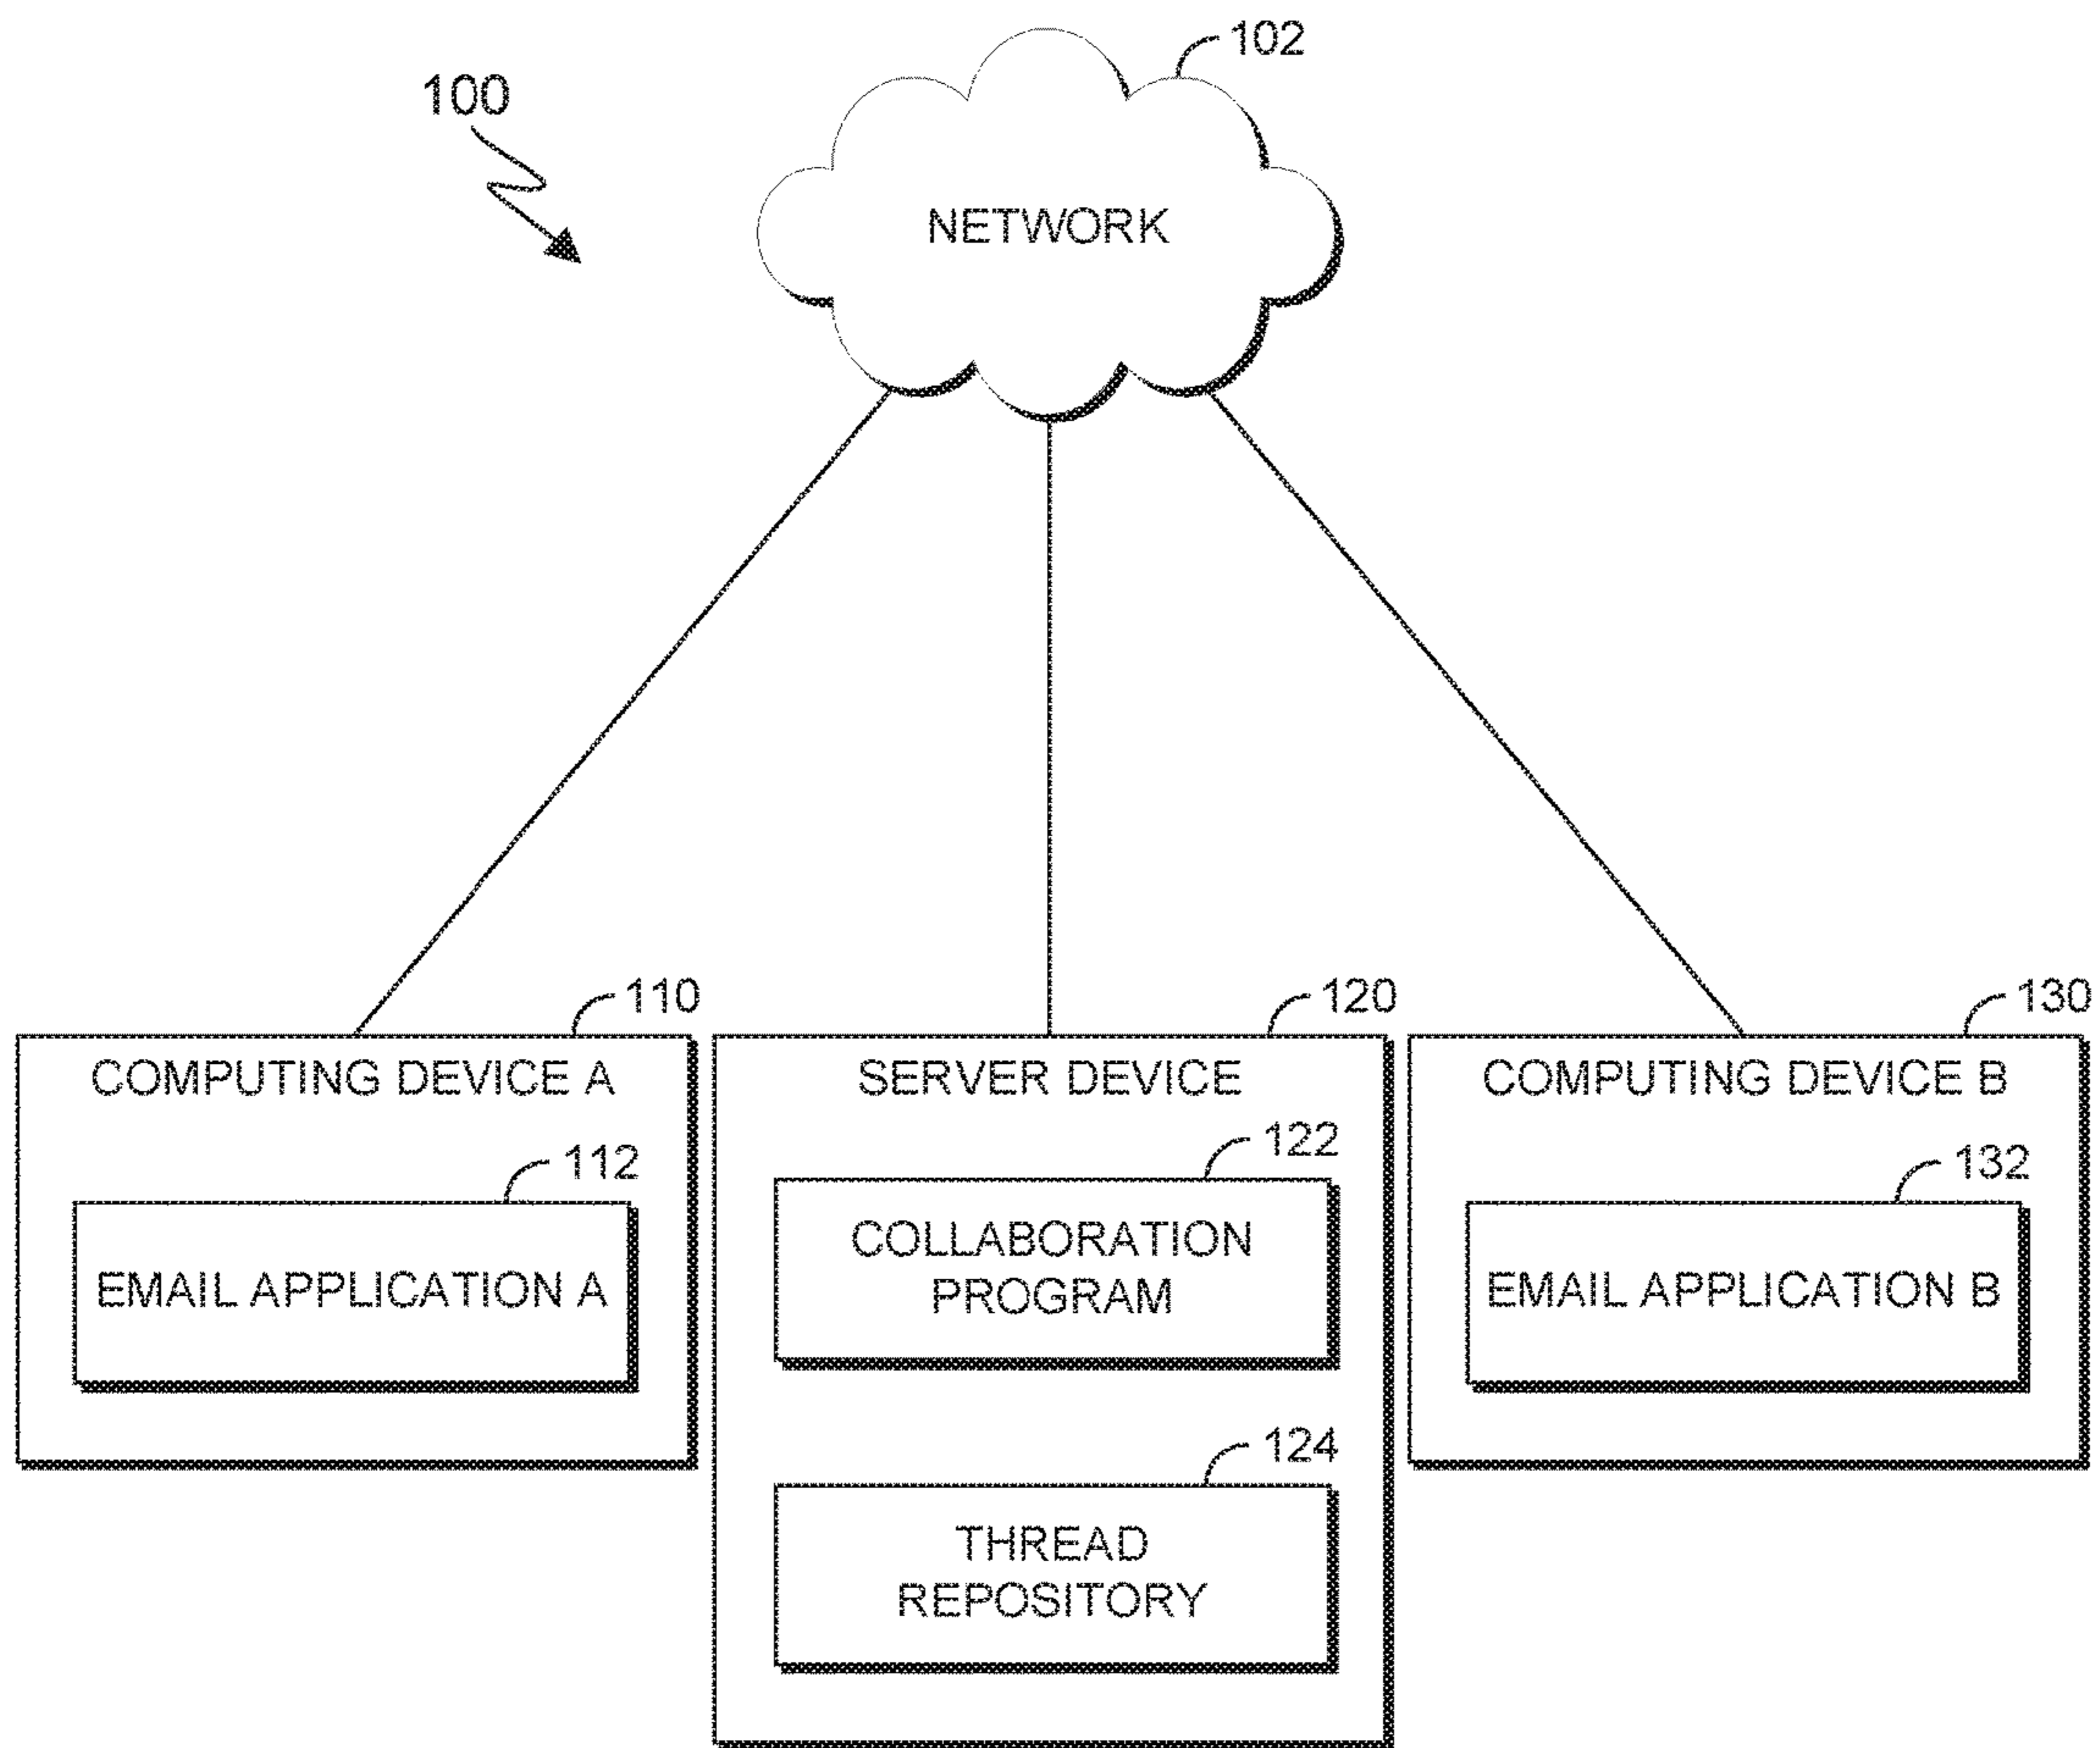 102
100
NETWORK
110
120
130
COMPUTING DEVICE A
SERVER DEVICE
COMPUTING DEVICE B
112
122
132
EMAIL APPLICATION A
COLLABORATION
PROGRAM
EMAIL APPLICATION B
124
THREAD
REPOSITORY